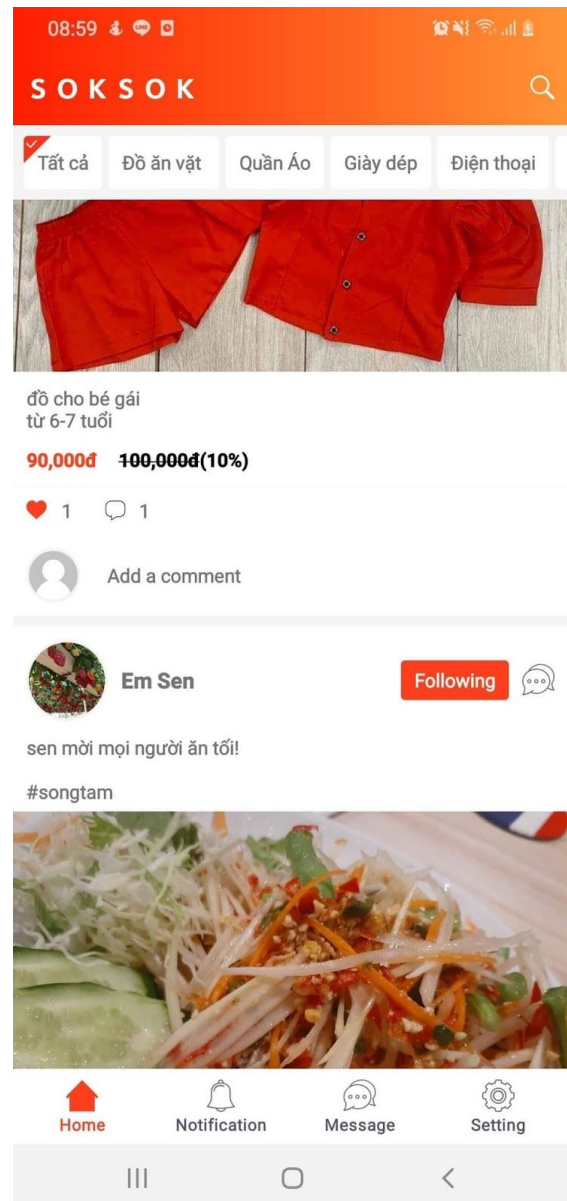 08:59
SOKSOK
Tất cả
Đồ ăn vặt
Quần Áo
Giày dép
Điện thoại
đồ cho bé gái
từ 6-7 tuổi
90,000đ 100,000đ(10%)
1 1
Add a comment
Em Sen
Following
sen mời mọi người ăn tối!
#songtam
Home
Notification
Message
Setting